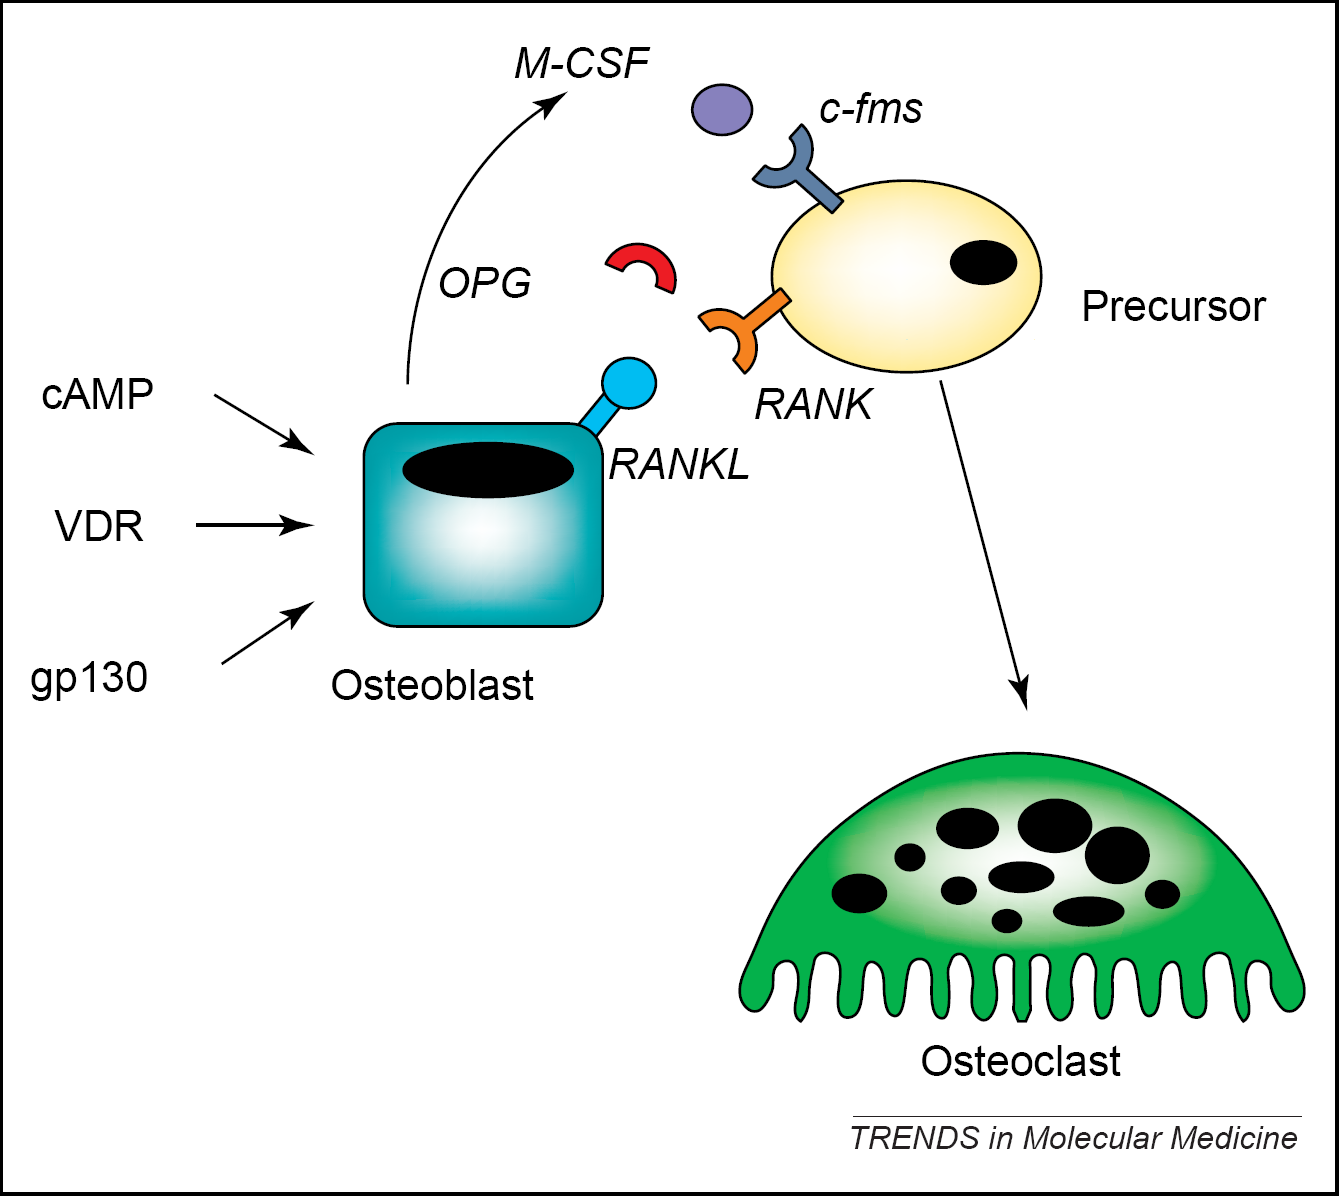 M-CSF
c-fms
OPG
Precursor
cAMP
RANK
RANKL
VDR
gp130
Osteoblast
Osteoclast
TRENDS in Molecular Medicine